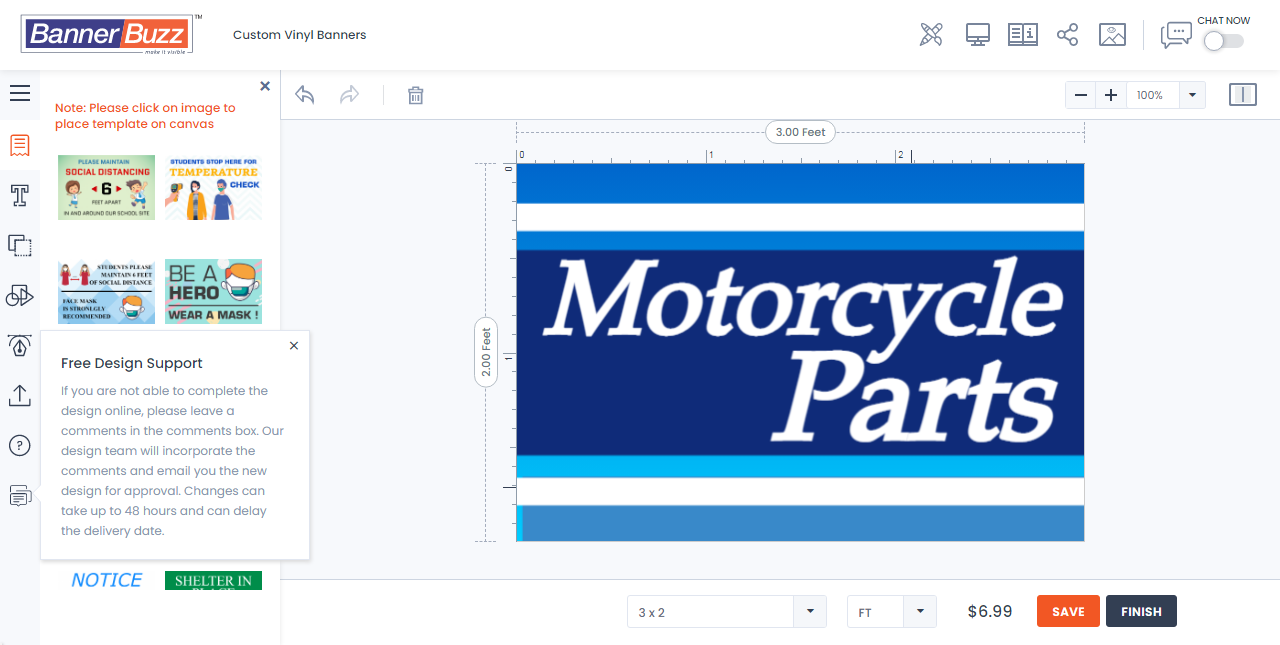 BannerBuzz™
make it visible
Custom Vinyl Banners
CHAT NOW
Note: Please click on image to
place template on canvas
100%
3.00 Feet
0
1
2
PLEASE MAINTAIN
SOCIAL DISTANCING
6
FEET APART
IN AND AROUND OUR SCHOOL SITE
STUDENTS STOP HERE FOR
TEMPERATURE
CHECK
STUDENTS PLEASE
MAINTAIN 6 FEET
OF SOCIAL DISTANCE
FACE MASK
IS STRONLGLY
RECOMMENDED
BE A
HERO
WEAR A MASK !
0
1
2.00 Feet
Motorcycle
Parts
Free Design Support
If you are not able to complete the
design online, please leave a
comments in the comments box. Our
design team will incorporate the
comments and email you the new
design for approval. Changes can
take up to 48 hours and can delay
the delivery date.
NOTICE
SHELTER IN
PLACE
3 x 2
FT
$6.99
SAVE
FINISH